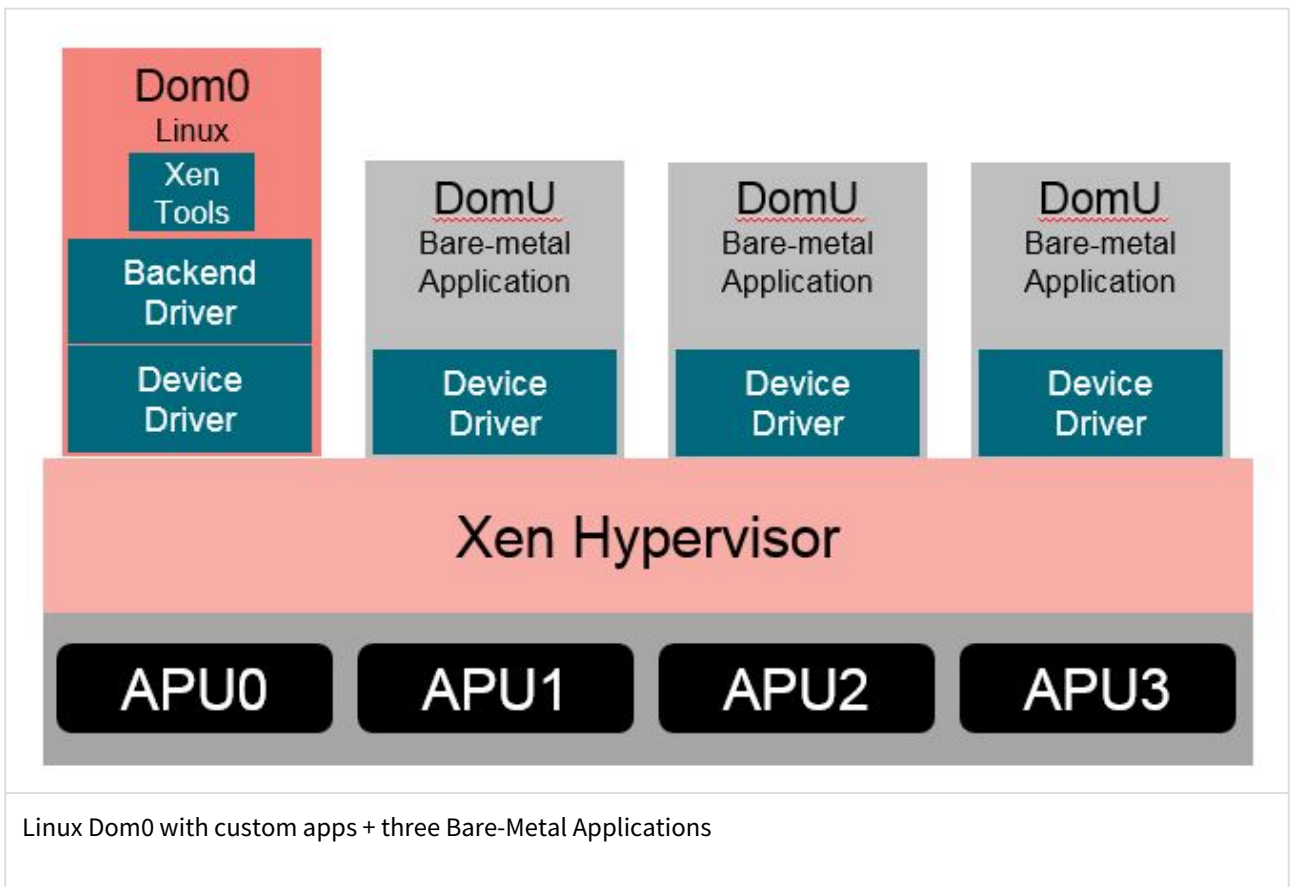 Dom0
Linux
Xen
Tools
Backend
Driver
Device
Driver
DomU
Bare-metal
Application
Device
Driver
DomU
Bare-metal
Application
Device
Driver
DomU
Bare-metal
Application
Device
Driver
Xen Hypervisor
APU0
APU1
APU2
APU3
Linux Dom0 with custom apps + three Bare-Metal Applications